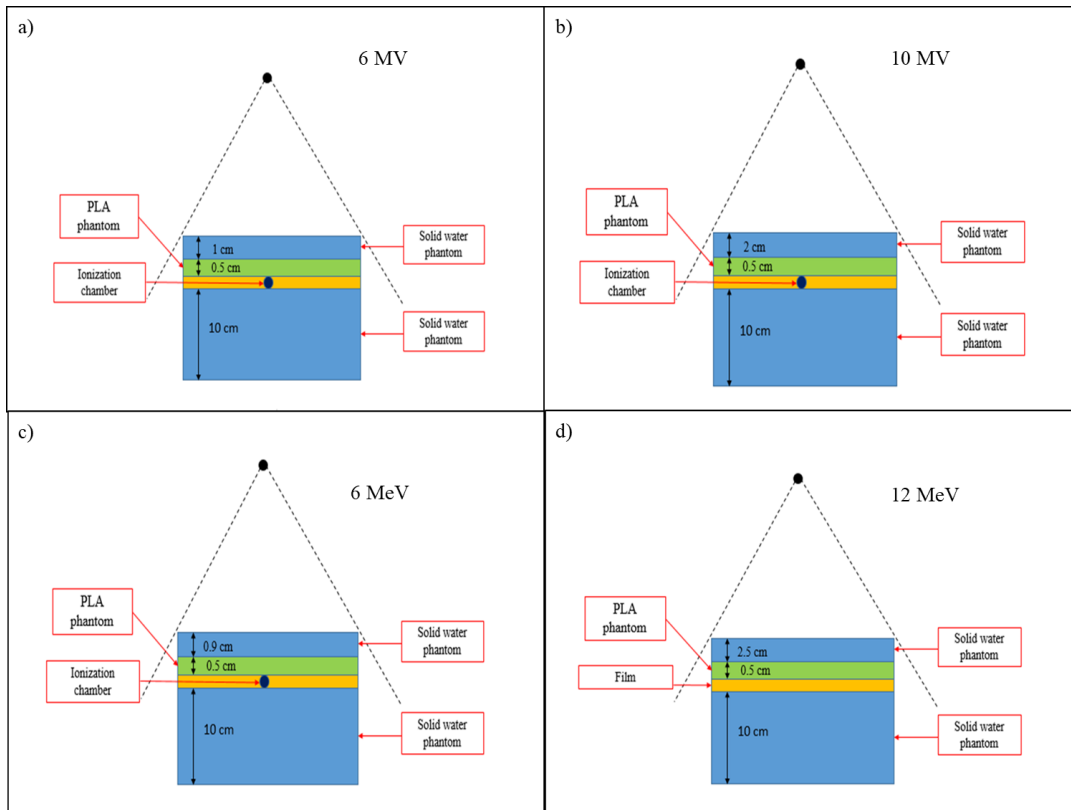 a)
6 MV
PLA
phantom
1 cm
Solid water
phantom
0.5 cm
Ionization
chamber
10 cm
Solid water
phantom
b)
10 MV
PLA
phantom
2 cm
Solid water
phantom
0.5 cm
Ionization
chamber
10 cm
Solid water
phantom
c)
6 MeV
PLA
phantom
0.9 cm
Solid water
phantom
0.5 cm
Ionization
chamber
10 cm
Solid water
phantom
d)
12 MeV
PLA
phantom
2.5 cm
Solid water
phantom
0.5 cm
Film
10 cm
Solid water
phantom